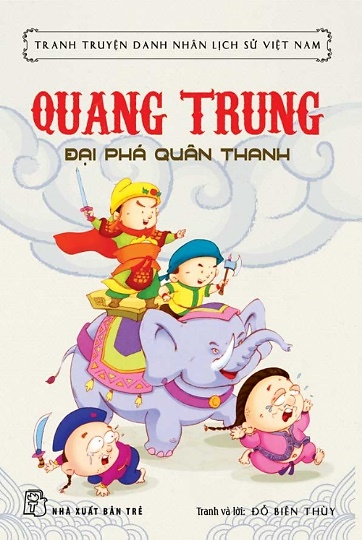 TRANH TRUYỆN DANH NHÂN LỊCH SỬ VIỆT NAM
QUANG TRUNG
ĐẠI PHÁ QUÂN THANH
NHÀ XUẤT BẢN TRẺ
Tranh và lời: ĐỖ BIÊN THÙY